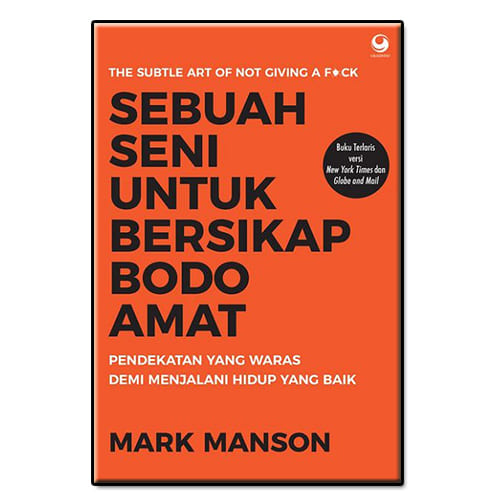 THE SUBTLE ART OF NOT GIVING A F*CK
SEBUAH
SENI
UNTUK
BERSIKAP
BODO
AMAT
Buku Terlaris
versi
New York Times dan
Globe and Mail
PENDEKATAN YANG WARAS
DEMI MENJALANI HIDUP YANG BAIK
MARK MANSON